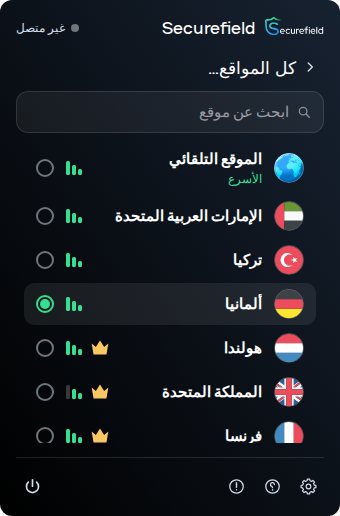 Securefield
Securefield
غير متصل
كل المواقع...
ابحث عن موقع
الموقع التلقائي
الأسرع
الإمارات العربية المتحدة
تركيا
ألمانيا
هولندا
المملكة المتحدة
فرنسا